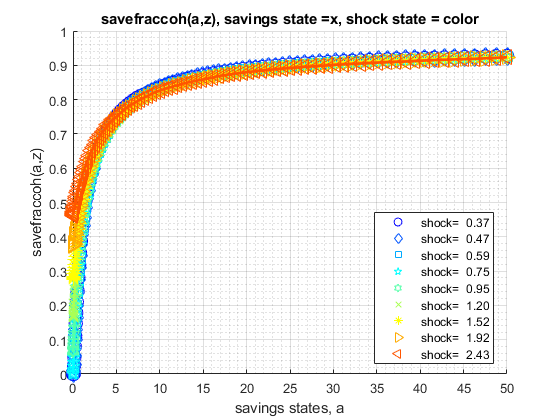 savefraccoh(a,z), savings state =x, shock state = color
savefraccoh(a,z)
1
0.9
0.8
0.7
0.6
0.5
0.4
0.3
0.2
0.1
0
0 5 10 15 20 25 30 35 40 45 50
savings states, a
shock= 0.37
shock= 0.47
shock= 0.59
shock= 0.75
shock= 0.95
shock= 1.20
shock= 1.52
shock= 1.92
shock= 2.43